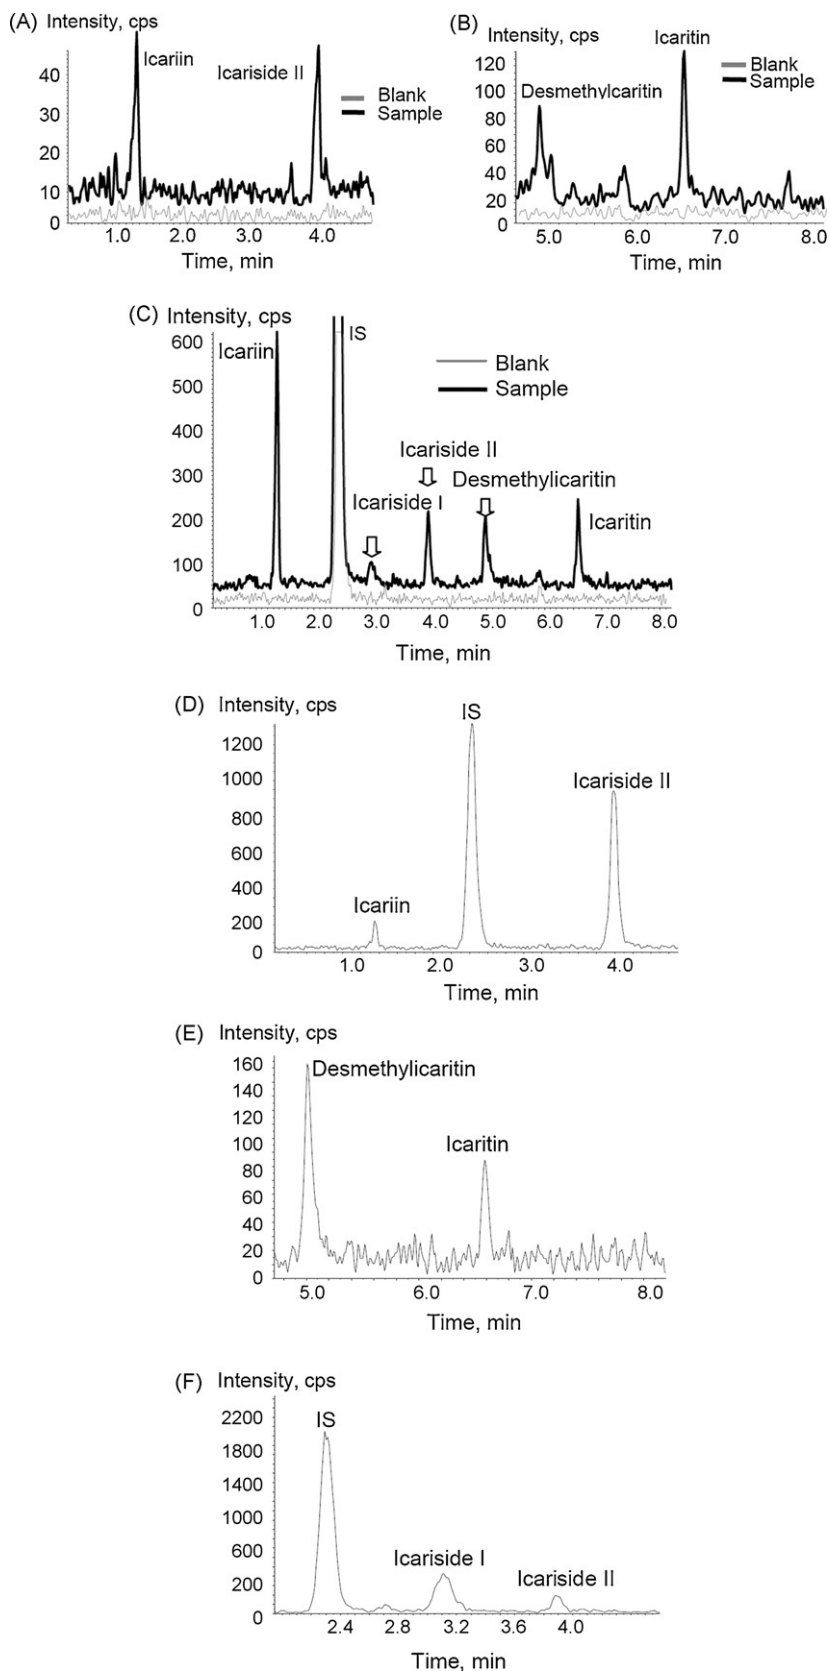 (A) Intensity, cps
Icariin
Icariside II
Blank
Sample
40
30
20
10
0
1.0 2.0 3.0 4.0
Time, min
(B) Intensity, cps
Icaritin
Desmethylcaritin
Blank
Sample
120
100
80
60
40
20
0
5.0 6.0 7.0 8.0
Time, min
(C) Intensity, cps
Icariin
IS
Blank
Sample
Icariside II
Desmethylicaritin
Icariside I
Icaritin
600
500
400
300
200
100
0
1.0 2.0 3.0 4.0 5.0 6.0 7.0 8.0
Time, min
(D) Intensity, cps
IS
Icariside II
Icariin
1200
1000
800
600
400
200
0
1.0 2.0 3.0 4.0
Time, min
(E) Intensity, cps
Desmethylicaritin
Icaritin
160
140
120
100
80
60
40
20
0
5.0 6.0 7.0 8.0
Time, min
(F) Intensity, cps
IS
Icariside I
Icariside II
2200
1800
1400
1000
600
200
0
2.4 2.8 3.2 3.6 4.0
Time, min